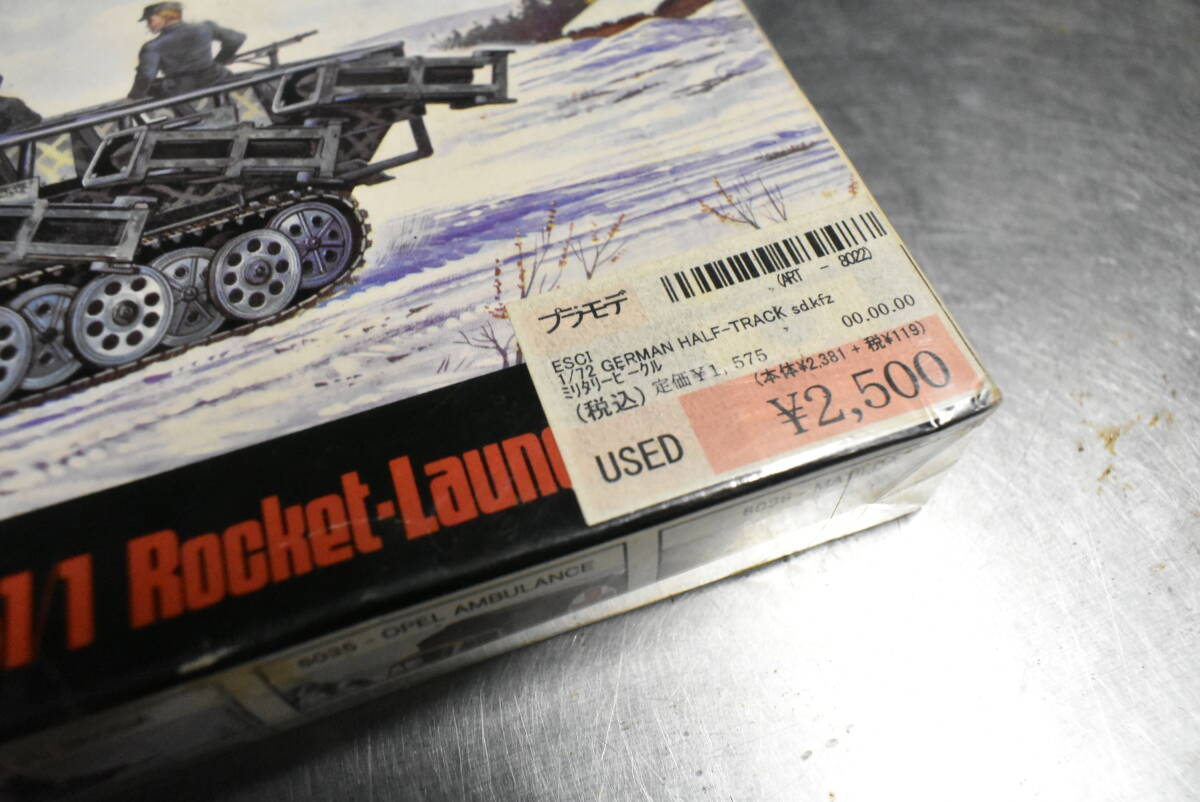 プラモデ
(ART - 8022)
ESCI
1/72 GERMAN HALF-TRACK sd.kfz
ミリタリービークル
00.00.00
定価¥1,575
(本体¥2,381 + 税¥119)
(税込)
¥2,500
USED
1/1 Rocket-Launc
8035 - OPEL AMBULANCE
8036 - MA